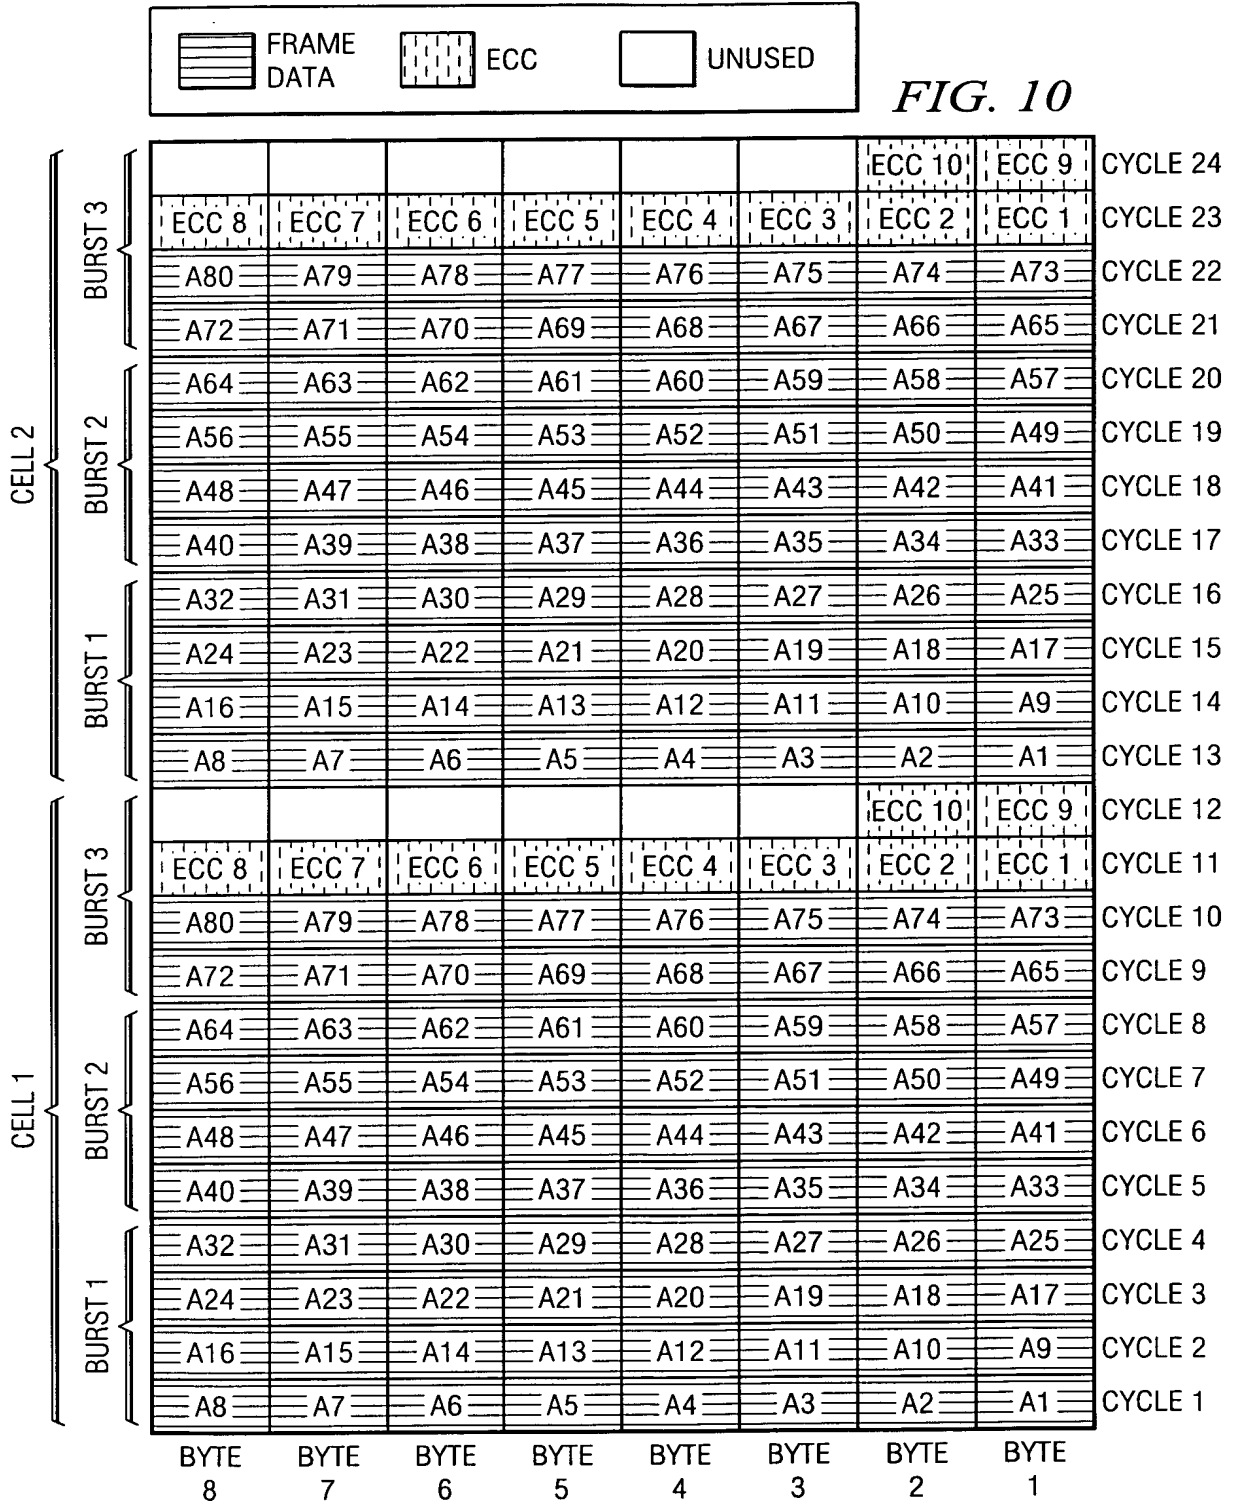 FRAME DATA ECC UNUSED
FIG. 10
ECC 10 ECC 9 CYCLE 24
ECC 8 ECC 7 ECC 6 ECC 5 ECC 4 ECC 3 ECC 2 ECC 1 CYCLE 23
A80 A79 A78 A77 A76 A75 A74 A73 CYCLE 22
A72 A71 A70 A69 A68 A67 A66 A65 CYCLE 21
BURST 3
A64 A63 A62 A61 A60 A59 A58 A57 CYCLE 20
A56 A55 A54 A53 A52 A51 A50 A49 CYCLE 19
A48 A47 A46 A45 A44 A43 A42 A41 CYCLE 18
A40 A39 A38 A37 A36 A35 A34 A33 CYCLE 17
BURST 2
CELL 2
A32 A31 A30 A29 A28 A27 A26 A25 CYCLE 16
A24 A23 A22 A21 A20 A19 A18 A17 CYCLE 15
A16 A15 A14 A13 A12 A11 A10 A9 CYCLE 14
A8 A7 A6 A5 A4 A3 A2 A1 CYCLE 13
BURST 1
ECC 10 ECC 9 CYCLE 12
ECC 8 ECC 7 ECC 6 ECC 5 ECC 4 ECC 3 ECC 2 ECC 1 CYCLE 11
A80 A79 A78 A77 A76 A75 A74 A73 CYCLE 10
A72 A71 A70 A69 A68 A67 A66 A65 CYCLE 9
BURST 3
A64 A63 A62 A61 A60 A59 A58 A57 CYCLE 8
A56 A55 A54 A53 A52 A51 A50 A49 CYCLE 7
A48 A47 A46 A45 A44 A43 A42 A41 CYCLE 6
A40 A39 A38 A37 A36 A35 A34 A33 CYCLE 5
BURST 2
CELL 1
A32 A31 A30 A29 A28 A27 A26 A25 CYCLE 4
A24 A23 A22 A21 A20 A19 A18 A17 CYCLE 3
A16 A15 A14 A13 A12 A11 A10 A9 CYCLE 2
A8 A7 A6 A5 A4 A3 A2 A1 CYCLE 1
BURST 1
BYTE BYTE BYTE BYTE BYTE BYTE BYTE BYTE
8 7 6 5 4 3 2 1